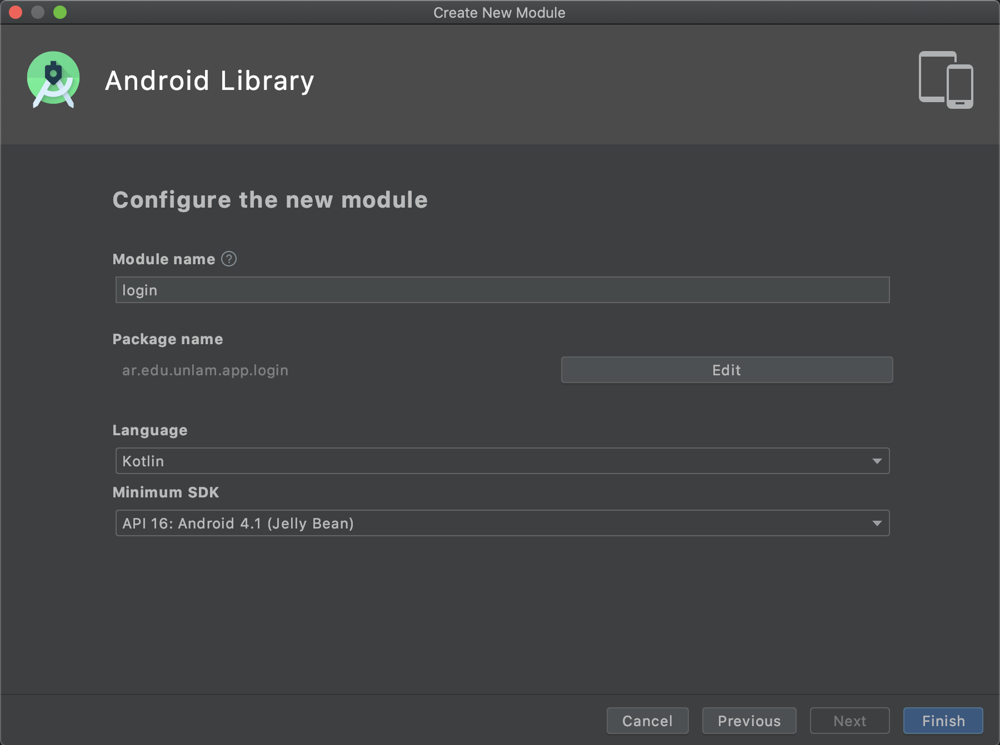 Create New Module
Android Library
Configure the new module
Module name ?
login
Package name
ar.edu.unlam.app.login
Edit
Language
Kotlin
Minimum SDK
API 16: Android 4.1 (Jelly Bean)
Cancel Previous Next Finish